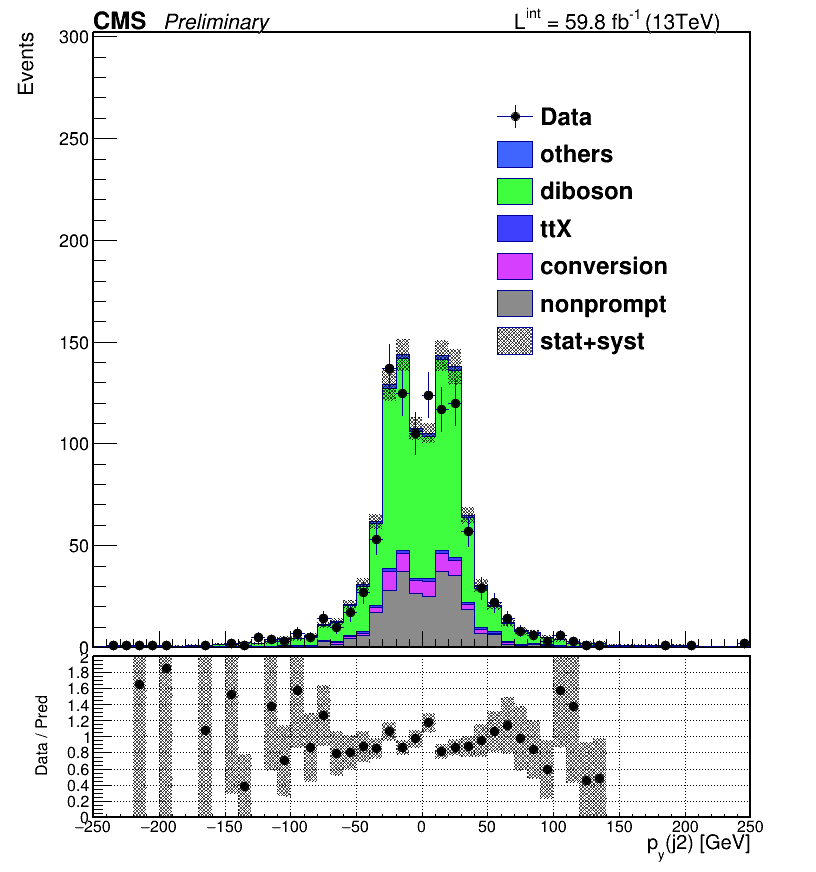 CMS Preliminary L^int = 59.8 fb^-1 (13TeV)
Events
300
250
200
150
100
50
0
Data
others
diboson
ttX
conversion
nonprompt
stat+syst
Data / Pred
2
1.8
1.6
1.4
1.2
1
0.8
0.6
0.4
0.2
0
−250 −200 −150 −100 −50 0 50 100 150 200 250
p_y(j2) [GeV]